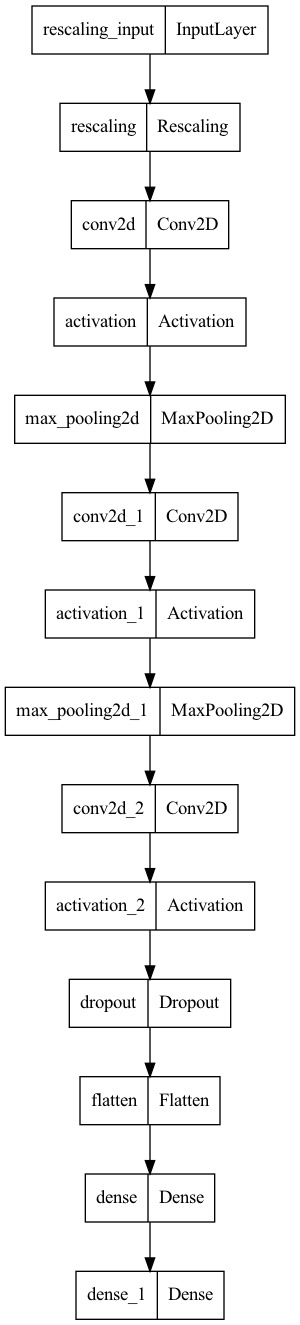 rescaling_input InputLayer
rescaling Rescaling
conv2d Conv2D
activation Activation
max_pooling2d MaxPooling2D
conv2d_1 Conv2D
activation_1 Activation
max_pooling2d_1 MaxPooling2D
conv2d_2 Conv2D
activation_2 Activation
dropout Dropout
flatten Flatten
dense Dense
dense_1 Dense